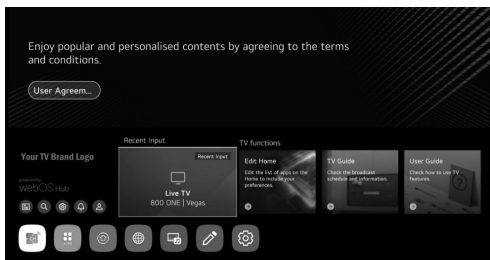 Enjoy popular and personalised contents by agreeing to the terms
and conditions.
User Agreem...
Recent Input
TV functions
Your TV Brand Logo
powered by
webOS Hub
Recent Input
Live TV
800 ONE | Vegas
Edit Home
Edit the list of apps on the
Home to include your
preferences.
TV Guide
Check the broadcast
schedule and information.
User Guide
Check how to use TV
features.